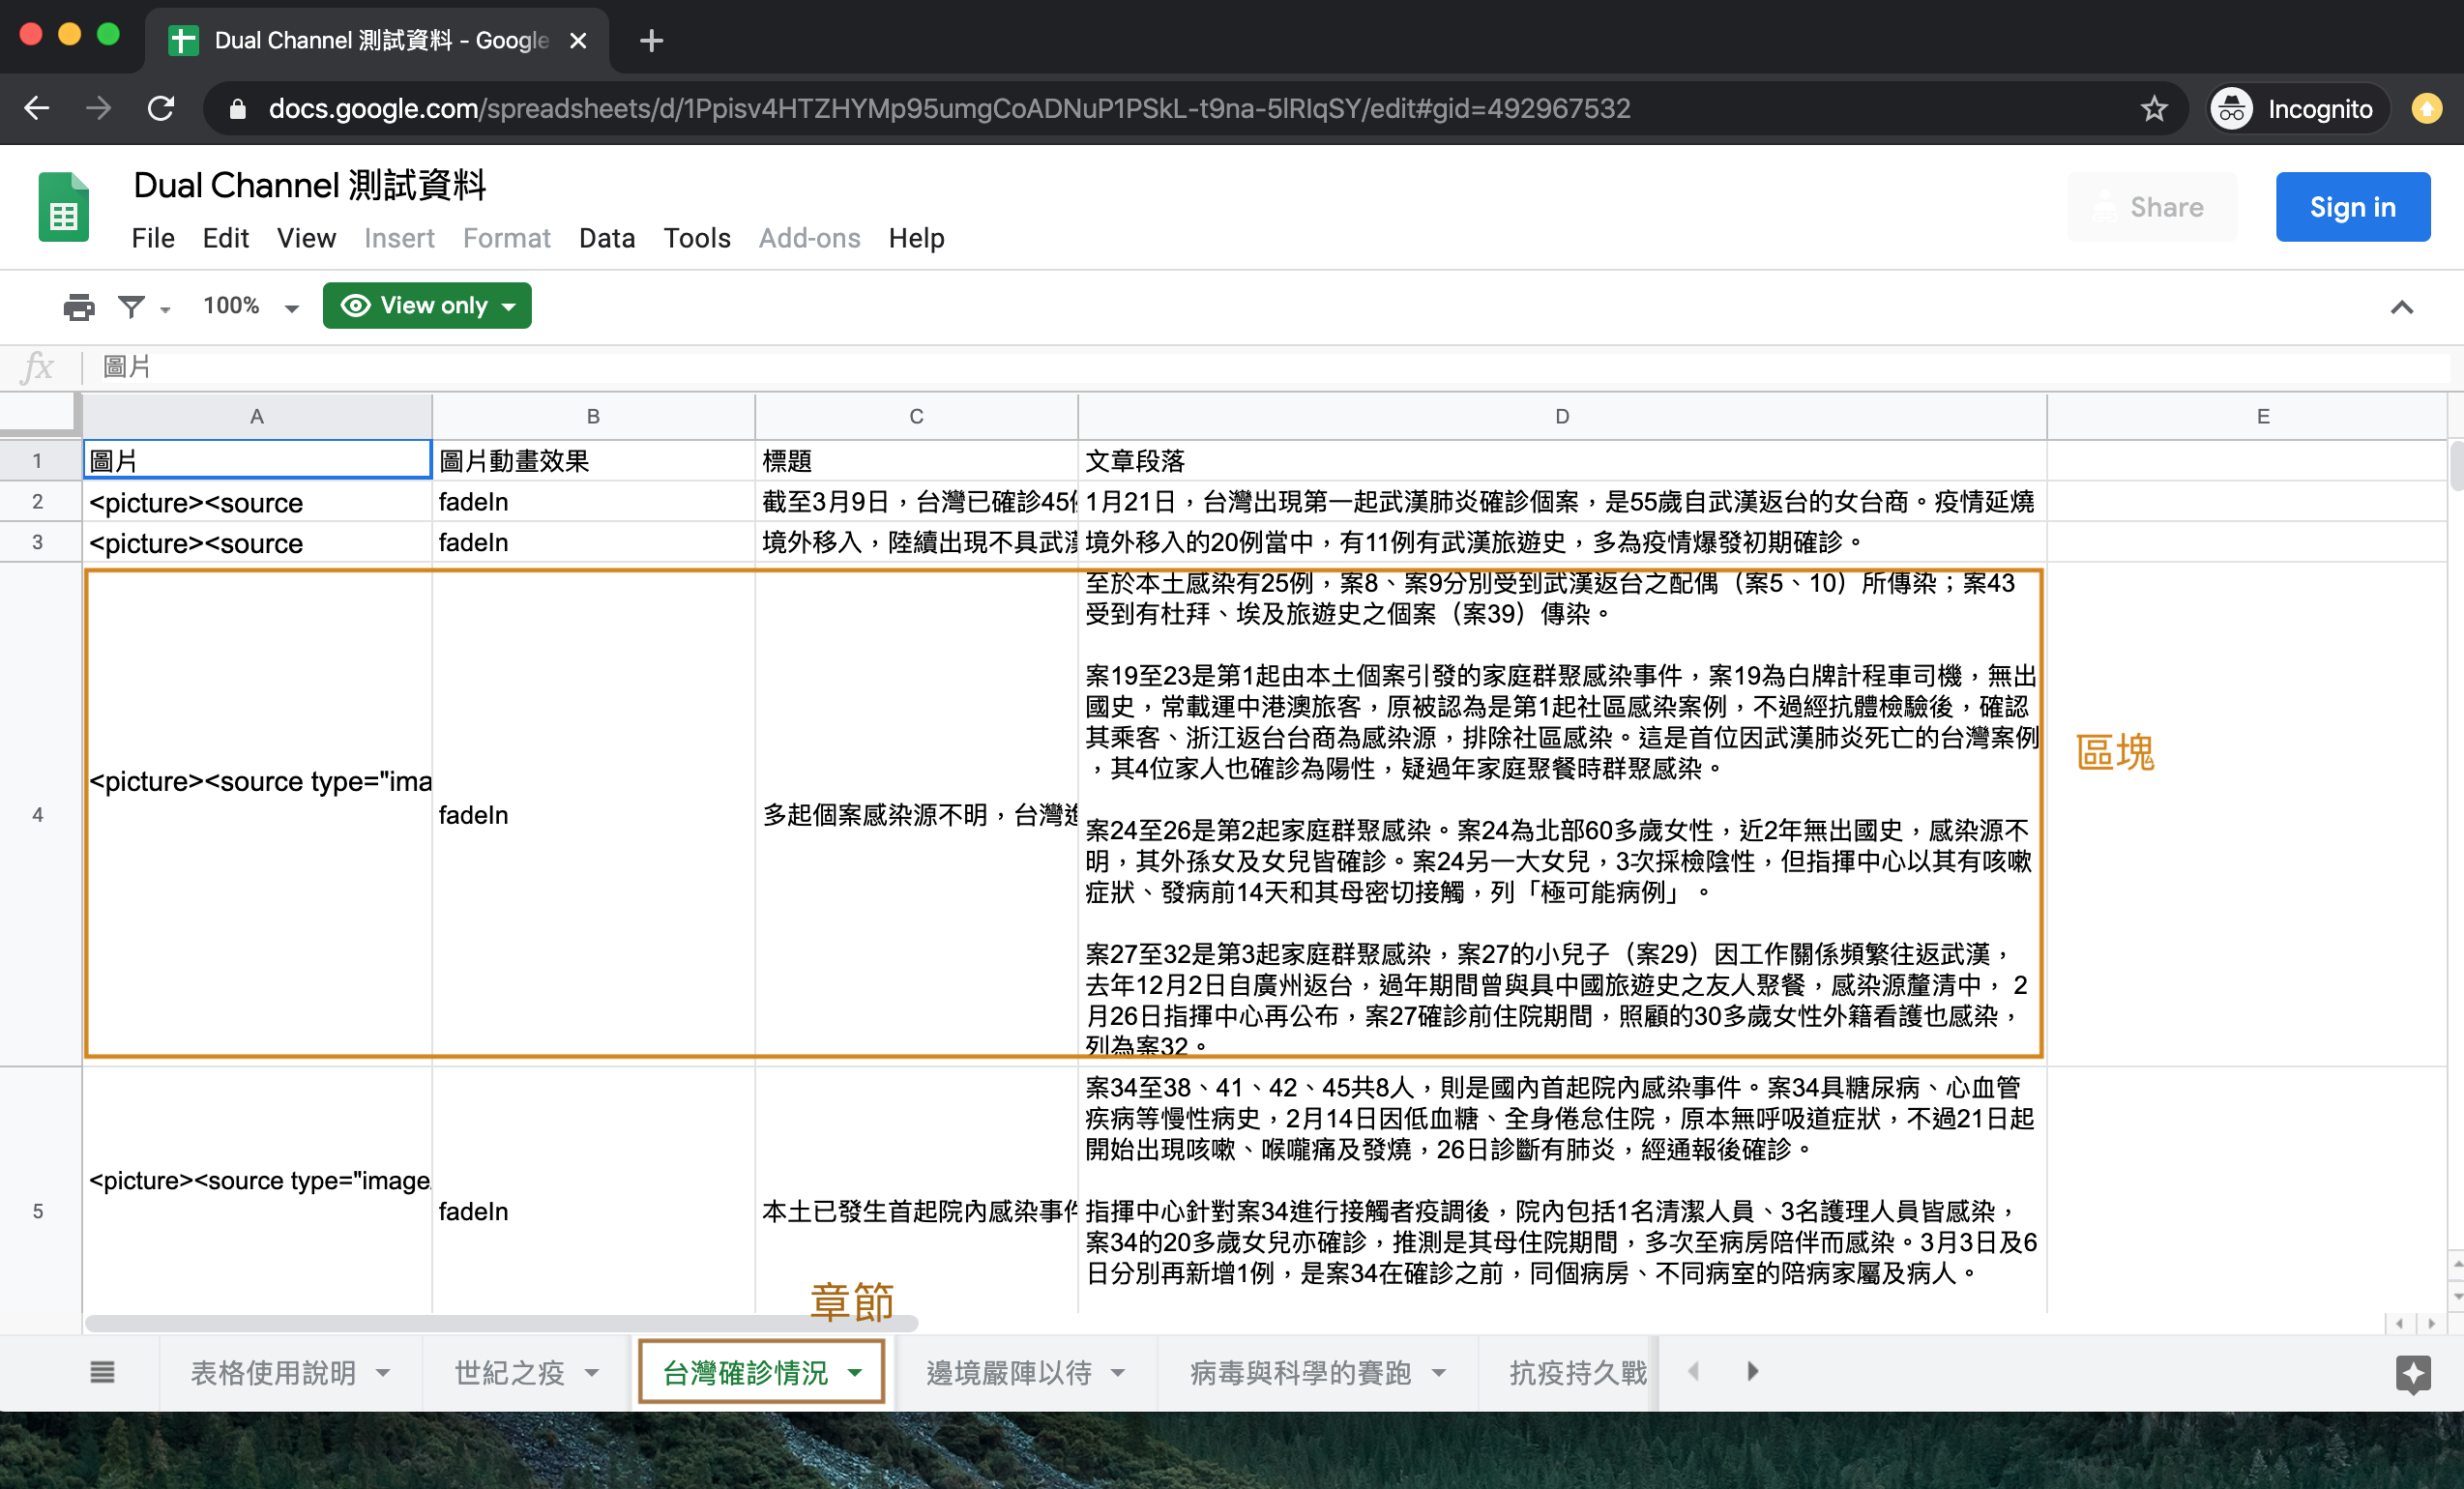 Dual Channel 測試資料 - Google
docs.google.com/spreadsheets/d/1Ppisv4HTZHYMp95umgCoADNuP1PSkL-t9na-5lRIqSY/edit#gid=492967532
Incognito
Dual Channel 測試資料
File Edit View Insert Format Data Tools Add-ons Help
Share
Sign in
100%
View only
fx 圖片
A B C D E
1 圖片 圖片動畫效果 標題 文章段落
2 <picture><source fadeIn 截至3月9日，台灣已確診45 1月21日，台灣出現第一起武漢肺炎確診個案，是55歲自武漢返台的女台商。疫情延燒
3 <picture><source fadeIn 境外移入，陸續出現不具武漢 境外移入的20例當中，有11例有武漢旅遊史，多為疫情爆發初期確診。
4 <picture><source type="ima fadeIn 多起個案感染源不明，台灣進
至於本土感染有25例，案8、案9分別受到武漢返台之配偶（案5、10）所傳染；案43
受到有杜拜、埃及旅遊史之個案（案39）傳染。
案19至23是第1起由本土個案引發的家庭群聚感染事件，案19為白牌計程車司機，無出
國史，常載運中港澳旅客，原被認為是第1起社區感染案例，不過經抗體檢驗後，確認
其乘客、浙江返台台商為感染源，排除社區感染。這是首位因武漢肺炎死亡的台灣案例
，其4位家人也確診為陽性，疑過年家庭聚餐時群聚感染。
案24至26是第2起家庭群聚感染。案24為北部60多歲女性，近2年無出國史，感染源不
明，其外孫女及女兒皆確診。案24另一大女兒，3次採檢陰性，但指揮中心以其有咳嗽
症狀、發病前14天和其母密切接觸，列「極可能病例」。
案27至32是第3起家庭群聚感染，案27的小兒子（案29）因工作關係頻繁往返武漢，
去年12月2日自廣州返台，過年期間曾與具中國旅遊史之友人聚餐，感染源釐清中， 2
月26日指揮中心再公布，案27確診前住院期間，照顧的30多歲女性外籍看護也感染，
列為案32。
區塊
5 <picture><source type="image fadeIn 本土已發生首起院內感染事件
案34至38、41、42、45共8人，則是國內首起院內感染事件。案34具糖尿病、心血管
疾病等慢性病史，2月14日因低血糖、全身倦怠住院，原本無呼吸道症狀，不過21日起
開始出現咳嗽、喉嚨痛及發燒，26日診斷有肺炎，經通報後確診。
指揮中心針對案34進行接觸者疫調後，院內包括1名清潔人員、3名護理人員皆感染，
案34的20多歲女兒亦確診，推測是其母住院期間，多次至病房陪伴而感染。3月3日及6
日分別再新增1例，是案34在確診之前，同個病房、不同病室的陪病家屬及病人。
章節
表格使用說明 世紀之疫 台灣確診情況 邊境嚴陣以待 病毒與科學的賽跑 抗疫持久戰